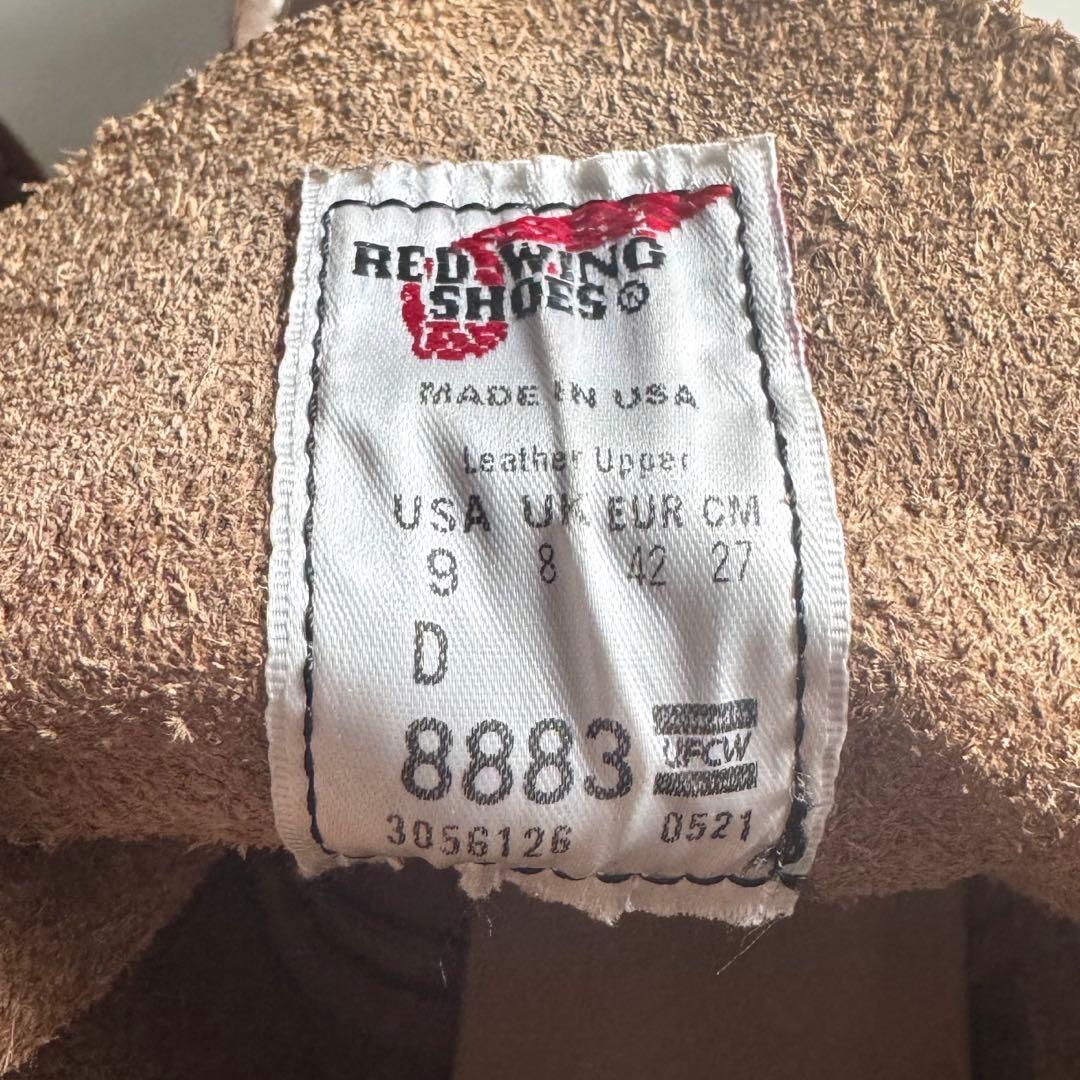 RED WING
SHOES®
MADE IN USA
Leather Upper
USA UK EUR CM
9 8 42 27
D
8883 UFCW
3056126 0521